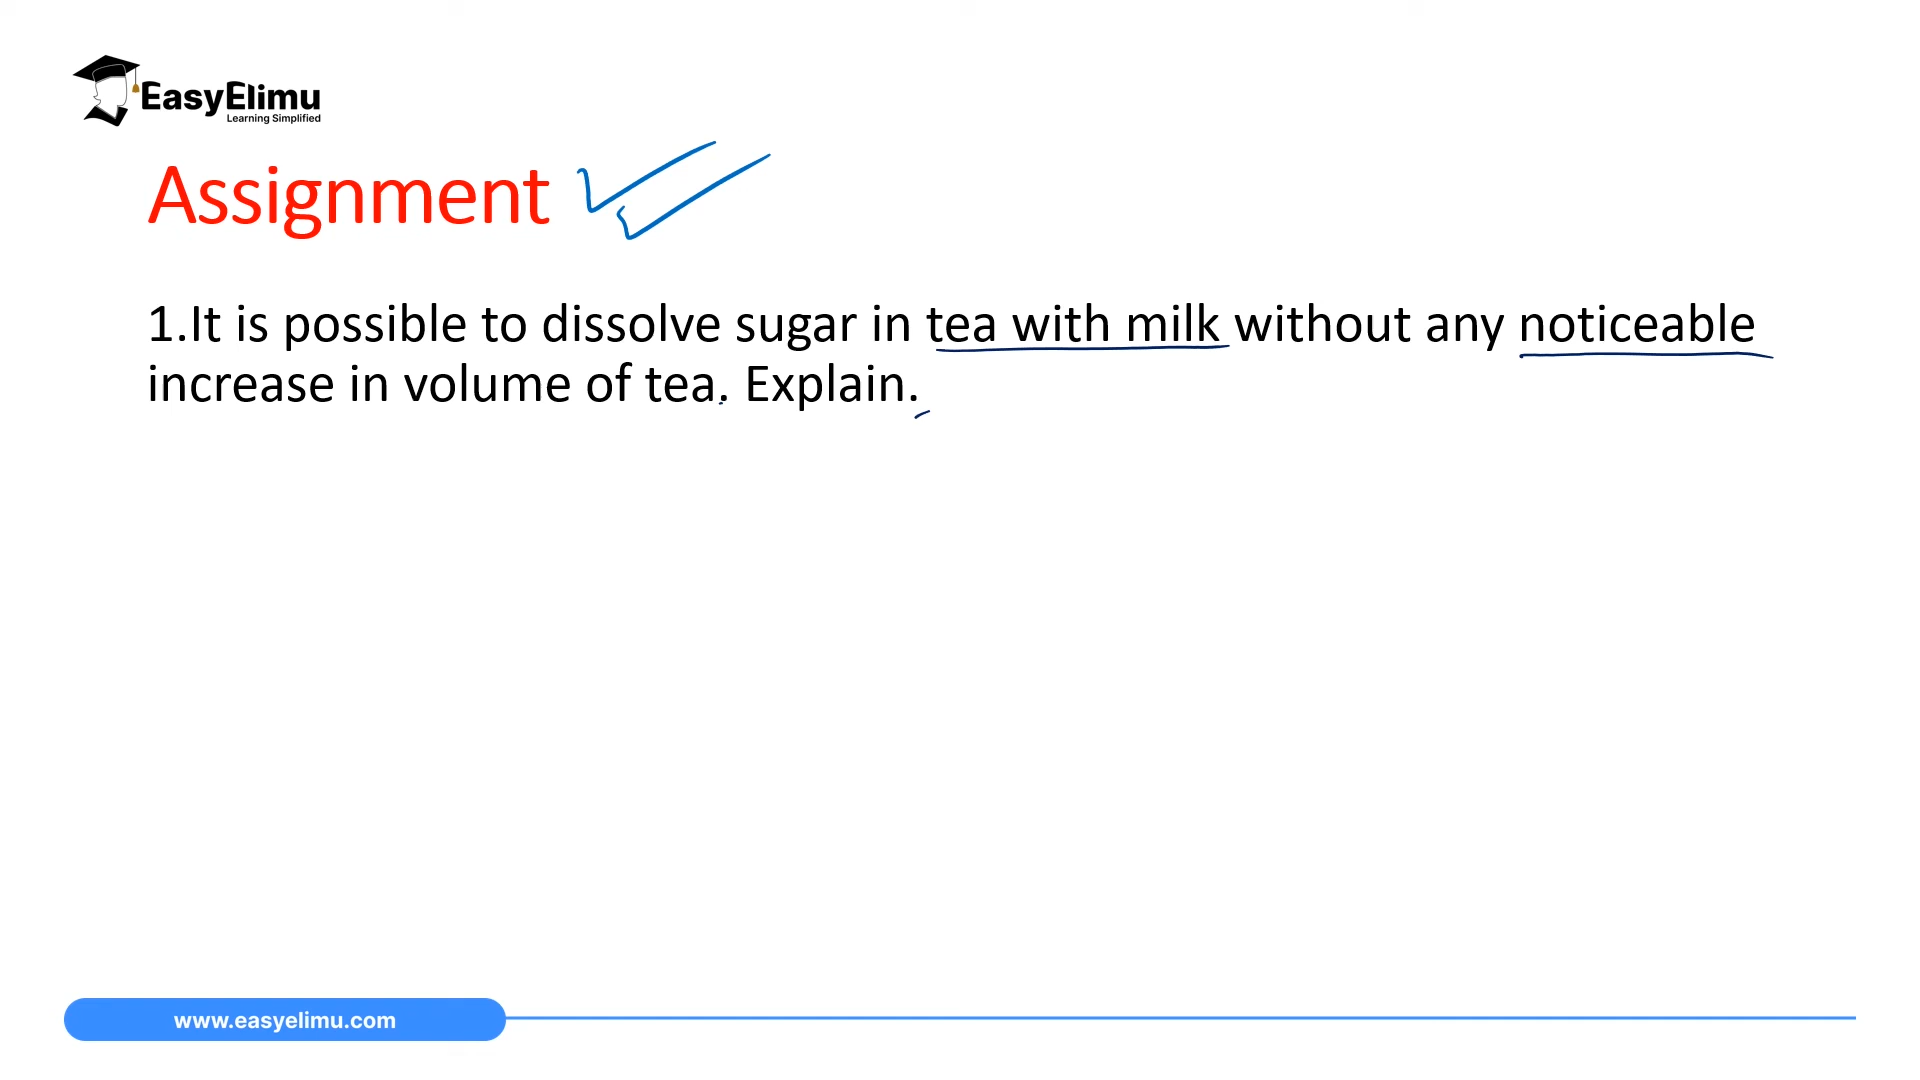 EasyElimu
Learning Simplified
Assignment
1.It is possible to dissolve sugar in tea with milk without any noticeable
increase in volume of tea. Explain.
www.easyelimu.com